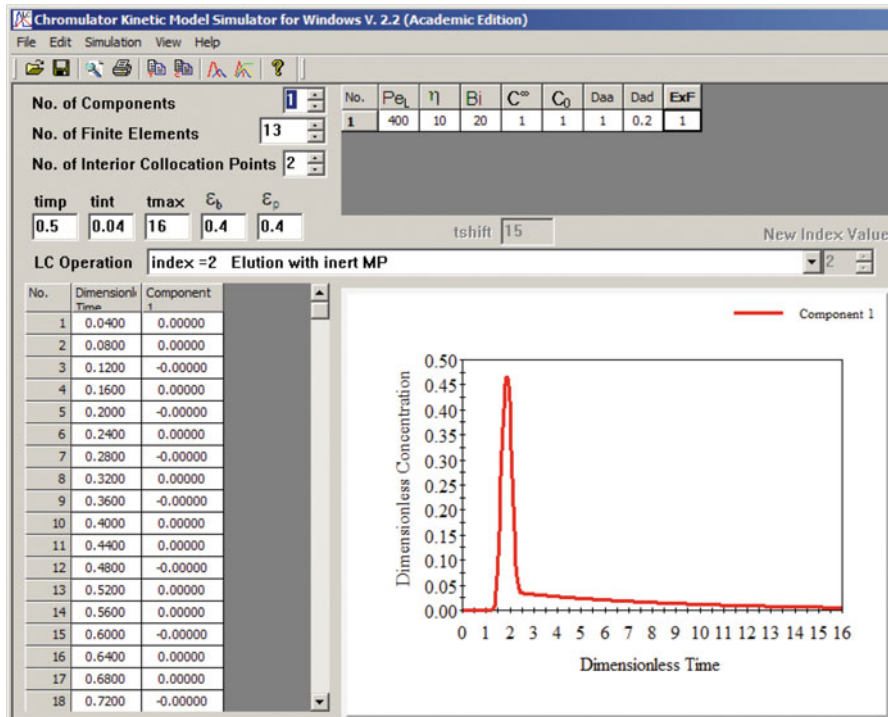 Chromulator Kinetic Model Simulator for Windows V. 2.2 (Academic Edition)
File Edit Simulation View Help
No. of Components 1
No. of Finite Elements 13
No. of Interior Collocation Points 2
No. PeL η Bi C∞ C0 Daa Dad ExF
1 400 10 20 1 1 1 0.2 1
timp tint tmax εb εp
0.5 0.04 16 0.4 0.4
tshift 15
New Index Value
LC Operation index =2 Elution with inert MP 2
No. Dimensionl Time Component 1
1 0.0400 0.00000
2 0.0800 0.00000
3 0.1200 -0.00000
4 0.1600 0.00000
5 0.2000 -0.00000
6 0.2400 0.00000
7 0.2800 -0.00000
8 0.3200 0.00000
9 0.3600 -0.00000
10 0.4000 0.00000
11 0.4400 0.00000
12 0.4800 -0.00000
13 0.5200 0.00000
14 0.5600 0.00000
15 0.6000 -0.00000
16 0.6400 0.00000
17 0.6800 0.00000
18 0.7200 -0.00000
Component 1
Dimensionless Concentration
0.50
0.45
0.40
0.35
0.30
0.25
0.20
0.15
0.10
0.05
0.00
0 1 2 3 4 5 6 7 8 9 10 11 12 13 14 15 16
Dimensionless Time